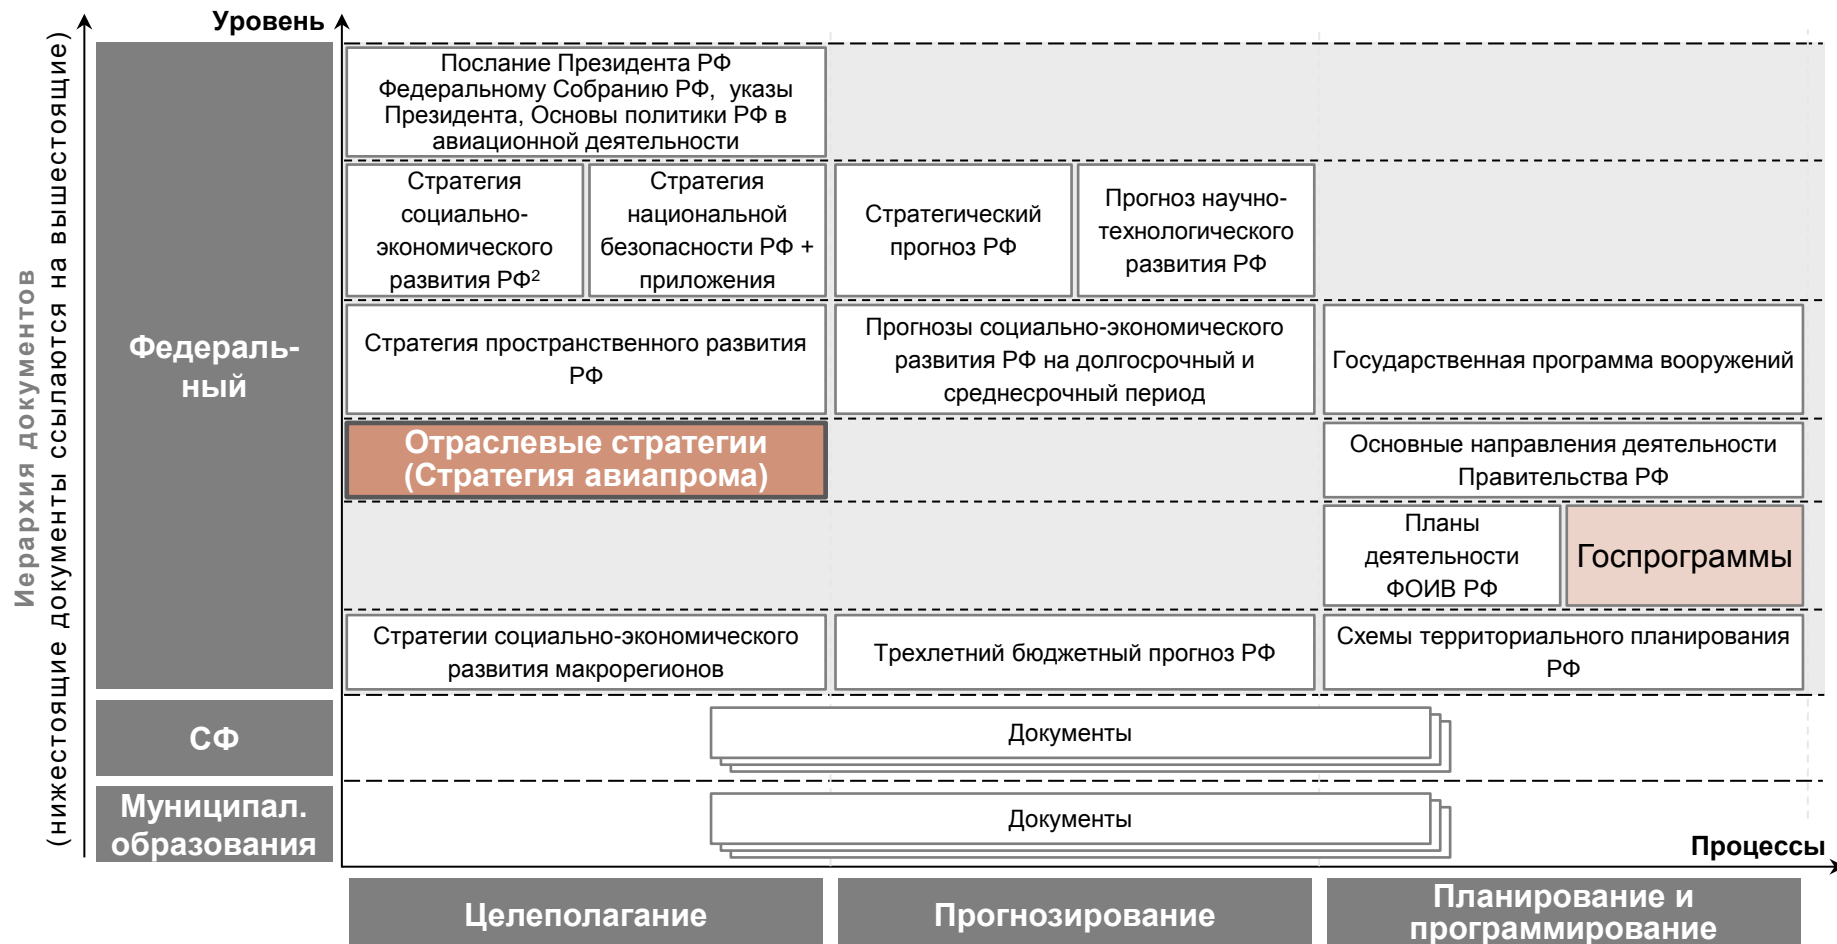 Уровень
Иерархия документов
(нижестоящие документы ссылаются на вышестоящие)
Федераль-
ный
Послание Президента РФ
Федеральному Собранию РФ, указы
Президента, Основы политики РФ в
авиационной деятельности
Стратегия
социально-
экономического
развития РФ²
Стратегия
национальной
безопасности РФ +
приложения
Стратегический
прогноз РФ
Прогноз научно-
технологического
развития РФ
Стратегия пространственного развития
РФ
Прогнозы социально-экономического
развития РФ на долгосрочный и
среднесрочный период
Государственная программа вооружений
Отраслевые стратегии
(Стратегия авиапрома)
Основные направления деятельности
Правительства РФ
Планы
деятельности
ФОИВ РФ
Госпрограммы
Стратегии социально-экономического
развития макрорегионов
Трехлетний бюджетный прогноз РФ
Схемы территориального планирования
РФ
СФ
Документы
Муниципал.
образования
Документы
Процессы
Целеполагание
Прогнозирование
Планирование и
программирование